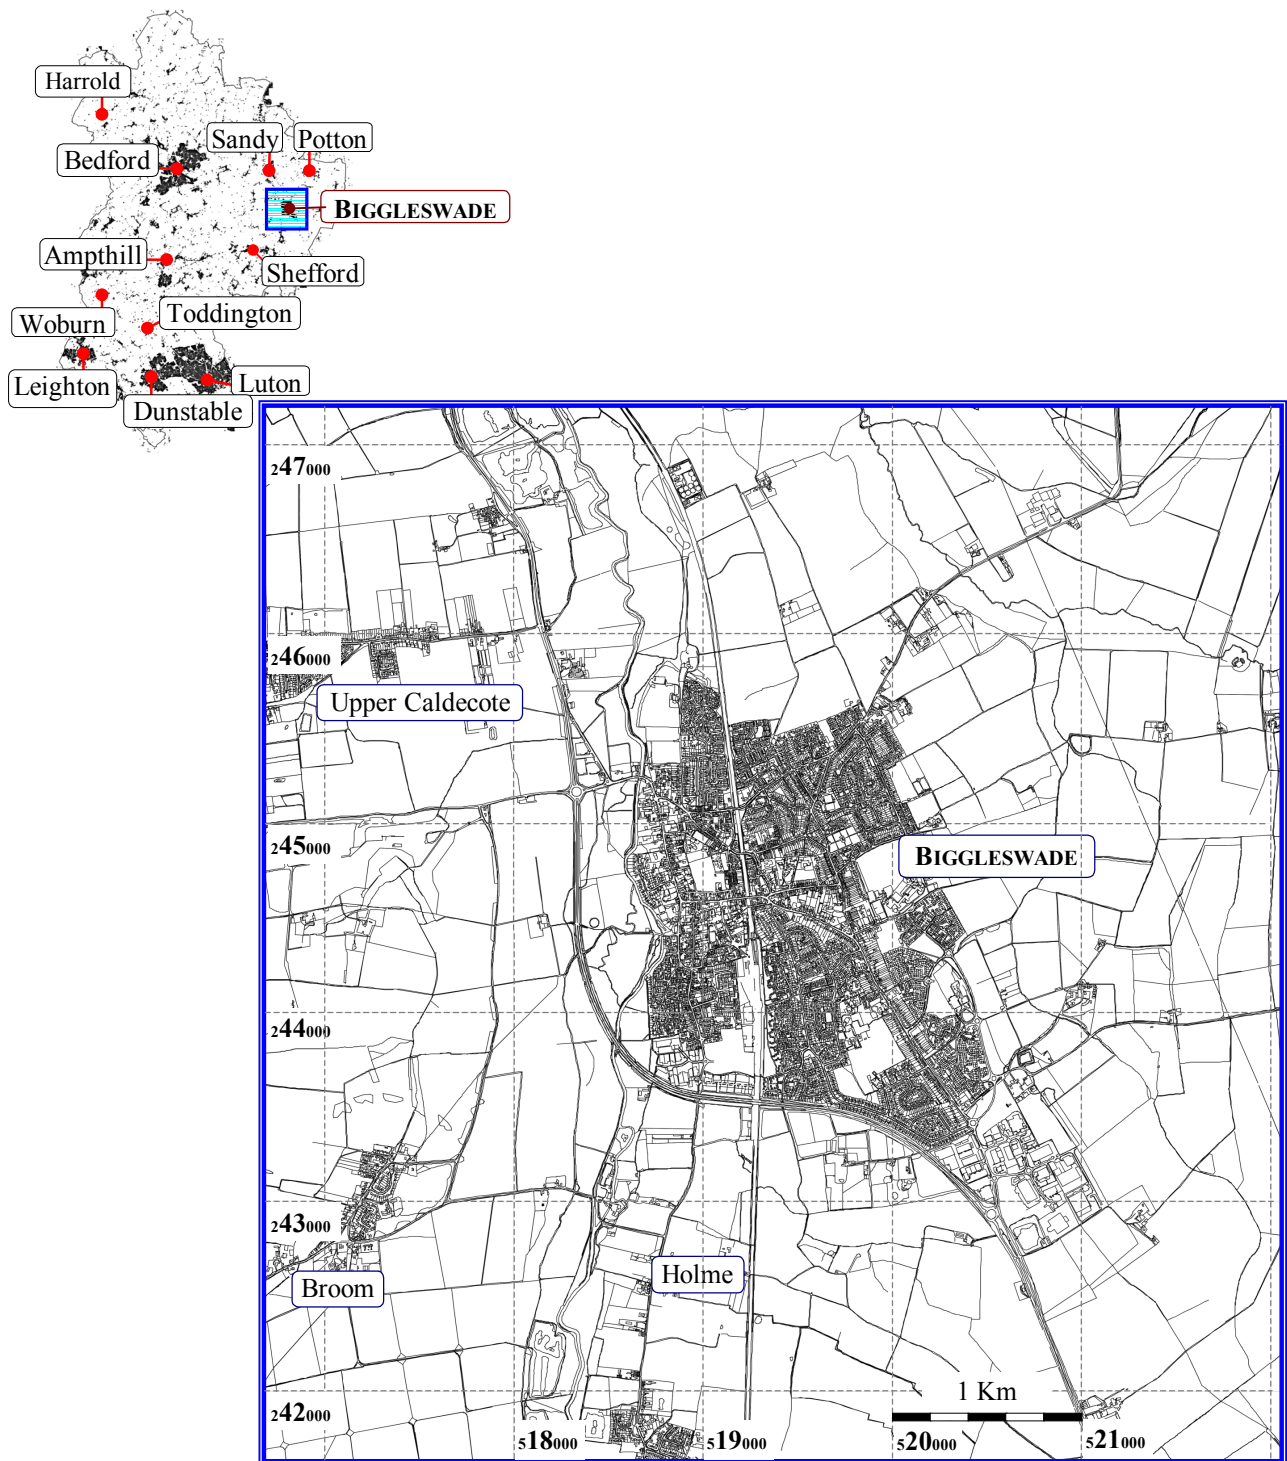 Harrold
Sandy
Potton
Bedford
BIGGLESWADE
Ampthill
Shefford
Woburn
Toddington
Leighton
Luton
Dunstable
247000
246000
Upper Caldecote
245000
BIGGLESWADE
244000
243000
Holme
Broom
1 Km
242000
518000
519000
520000
521000